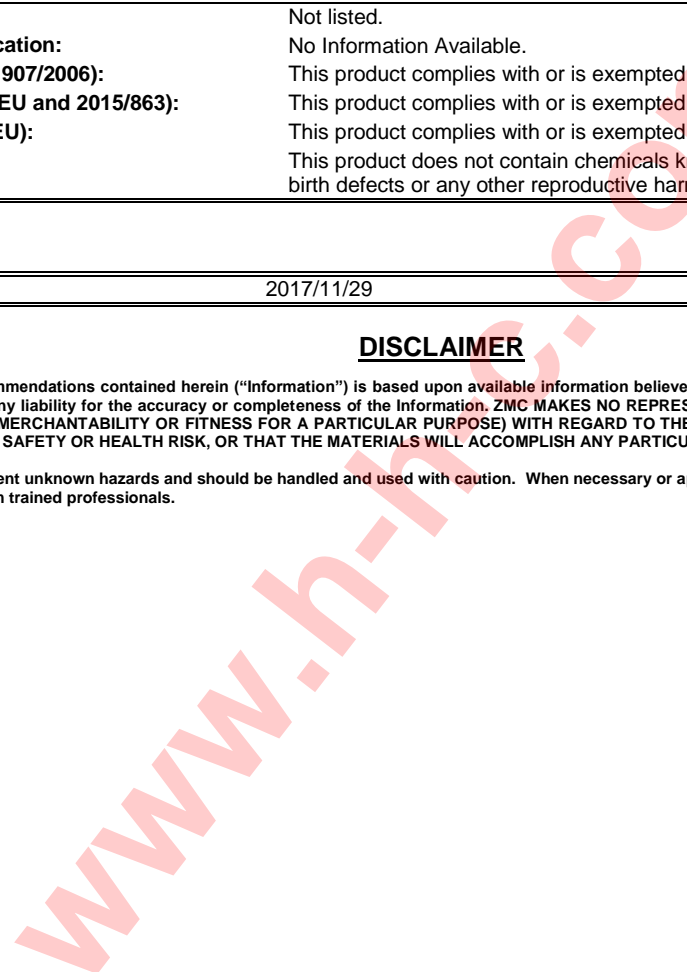 Not listed.
cation: No Information Available.
907/2006): This product complies with or is exempted
EU and 2015/863): This product complies with or is exempted
EU): This product complies with or is exempted
This product does not contain chemicals k
birth defects or any other reproductive har
2017/11/29
DISCLAIMER
mmendations contained herein (“Information”) is based upon available information believe
ny liability for the accuracy or completeness of the Information. ZMC MAKES NO REPRES
MERCHANTABILITY OR FITNESS FOR A PARTICULAR PURPOSE) WITH REGARD TO THE
SAFETY OR HEALTH RISK, OR THAT THE MATERIALS WILL ACCOMPLISH ANY PARTICU
ent unknown hazards and should be handled and used with caution. When necessary or a
n trained professionals.
www.h-h-c.co